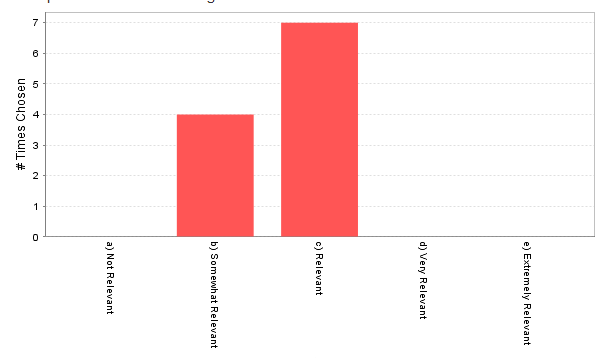 7
6
5
4
3
2
1
0
# Times Chosen
a) Not Relevant
b) Somewhat Relevant
c) Relevant
d) Very Relevant
e) Extremely Relevant